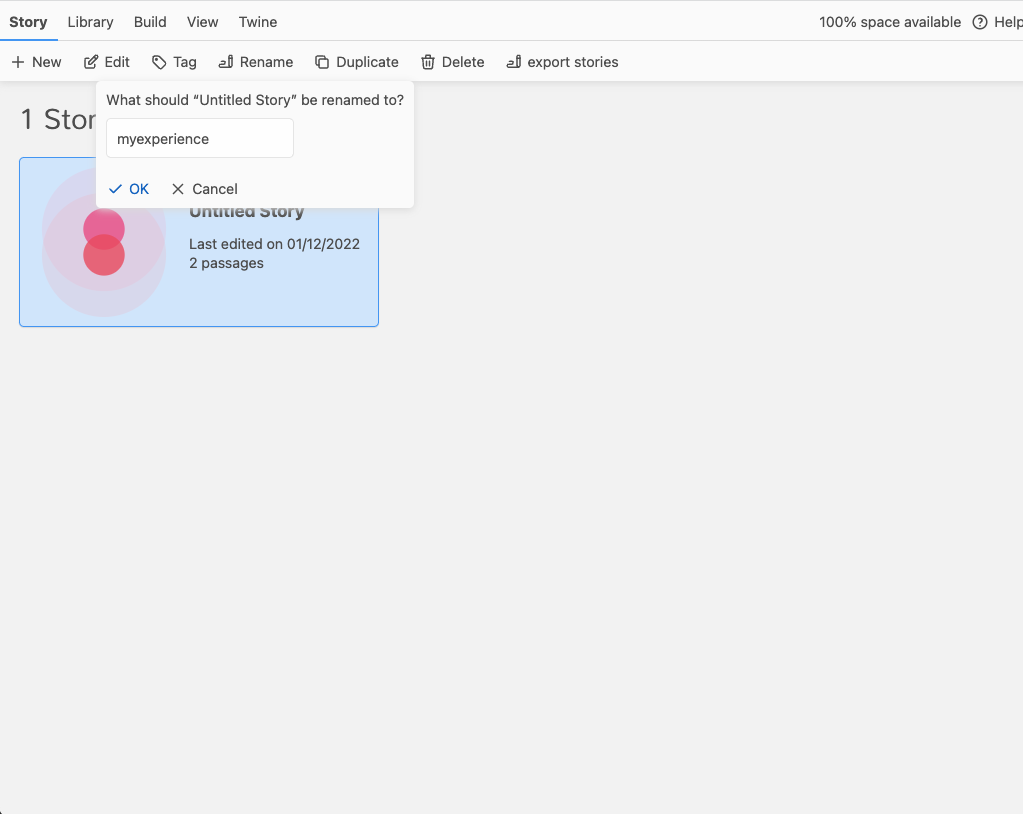 Story Library Build View Twine 100% space available Help
New Edit Tag Rename Duplicate Delete export stories
What should “Untitled Story” be renamed to?
1 Stor
myexperience
OK Cancel
Untitled Story
Last edited on 01/12/2022
2 passages